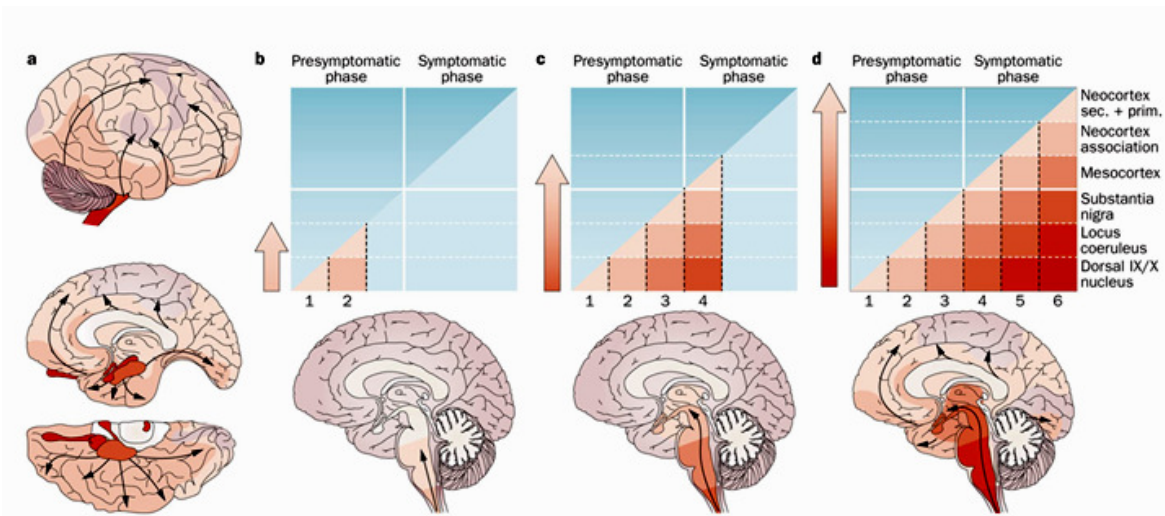 a
b
Presymptomatic
phase
Symptomatic
phase
1 2
c
Presymptomatic
phase
Symptomatic
phase
1 2 3 4
d
Presymptomatic
phase
Symptomatic
phase
Neocortex
sec. + prim.
Neocortex
association
Mesocortex
Substantia
nigra
Locus
coeruleus
Dorsal IX/X
nucleus
1 2 3 4 5 6